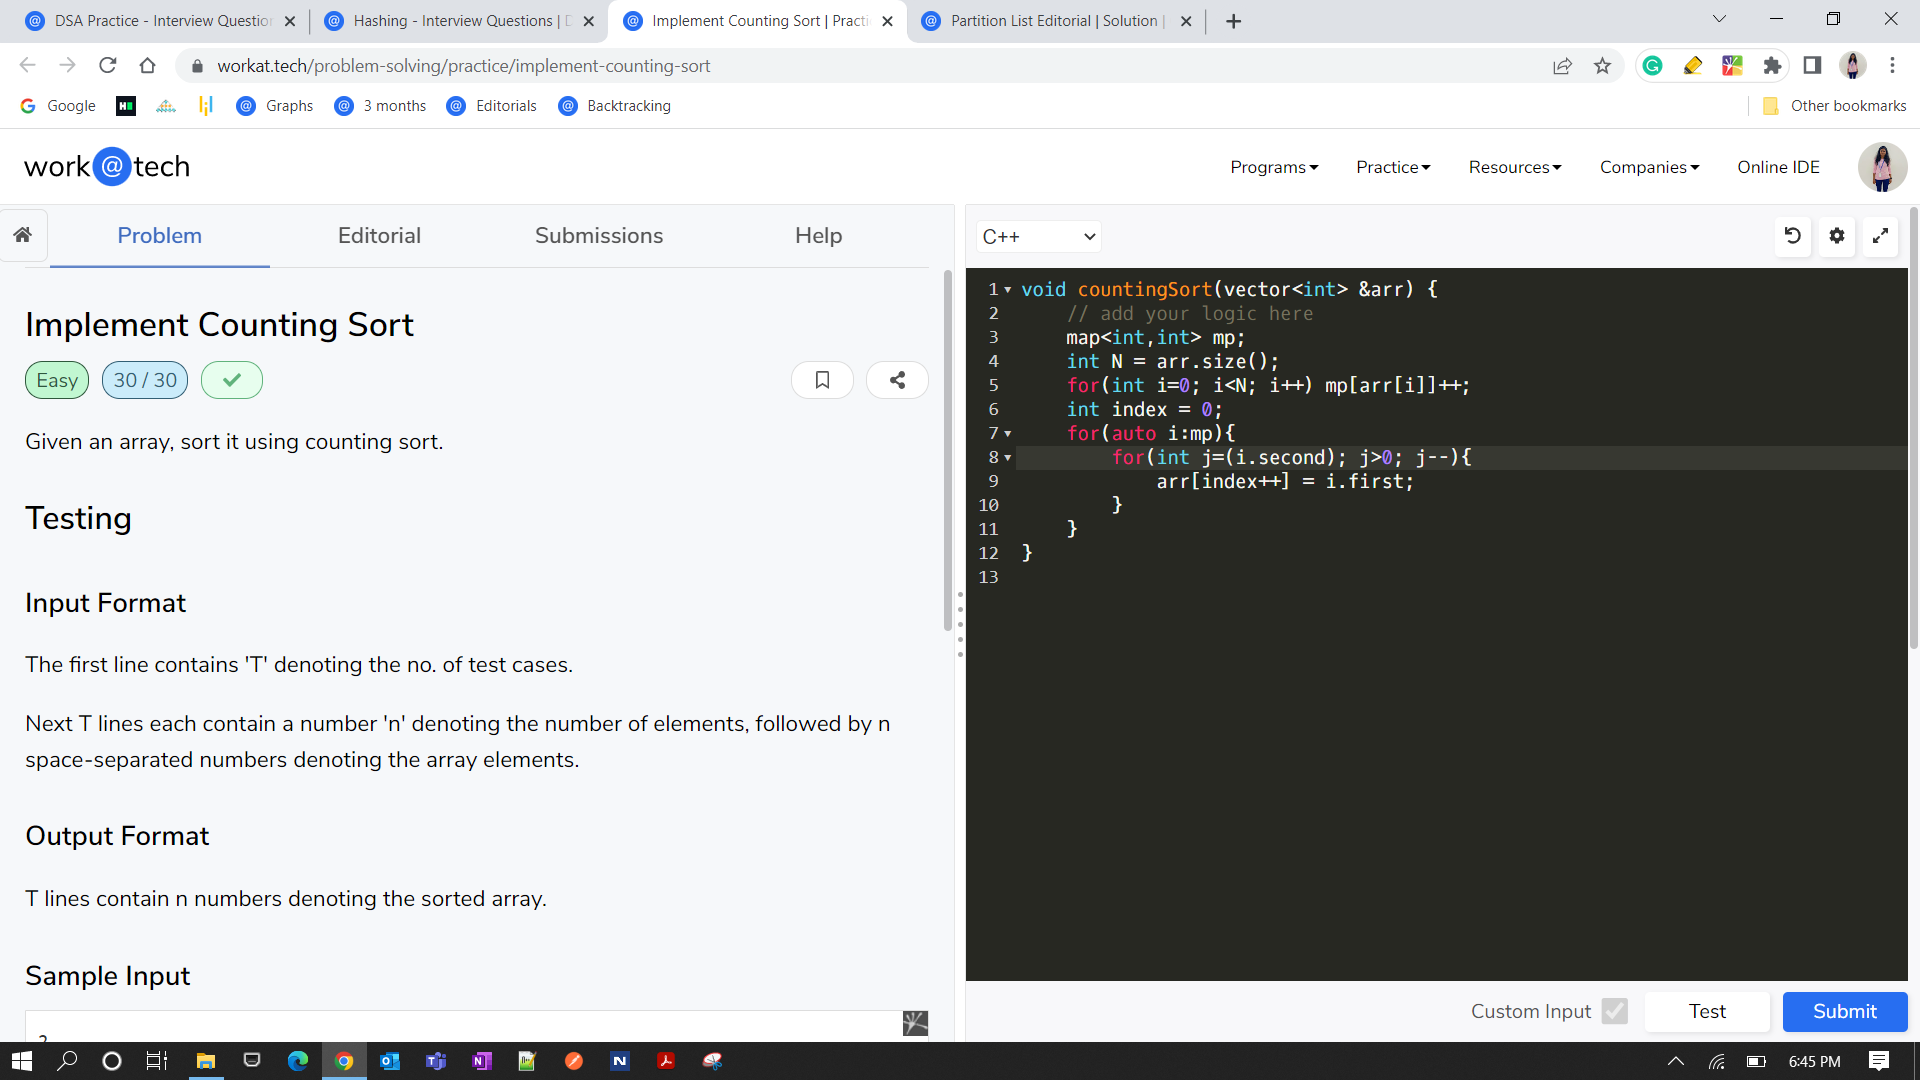 DSA Practice - Interview Question
Hashing - Interview Questions | D
Implement Counting Sort | Practi
Partition List Editorial | Solution |
workat.tech/problem-solving/practice/implement-counting-sort
Google
Graphs
3 months
Editorials
Backtracking
Other bookmarks
work@tech
Programs
Practice
Resources
Companies
Online IDE
Problem
Editorial
Submissions
Help
C++
Implement Counting Sort
Easy
30 / 30
Given an array, sort it using counting sort.
Testing
Input Format
The first line contains 'T' denoting the no. of test cases.
Next T lines each contain a number 'n' denoting the number of elements, followed by n
space-separated numbers denoting the array elements.
Output Format
T lines contain n numbers denoting the sorted array.
Sample Input
1 void countingSort(vector<int> &arr) {
2 // add your logic here
3 map<int,int> mp;
4 int N = arr.size();
5 for(int i=0; i<N; i++) mp[arr[i]]++;
6 int index = 0;
7 for(auto i:mp){
8 for(int j=(i.second); j>0; j--){
9 arr[index++] = i.first;
10 }
11 }
12 }
13
Custom Input
Test
Submit
6:45 PM